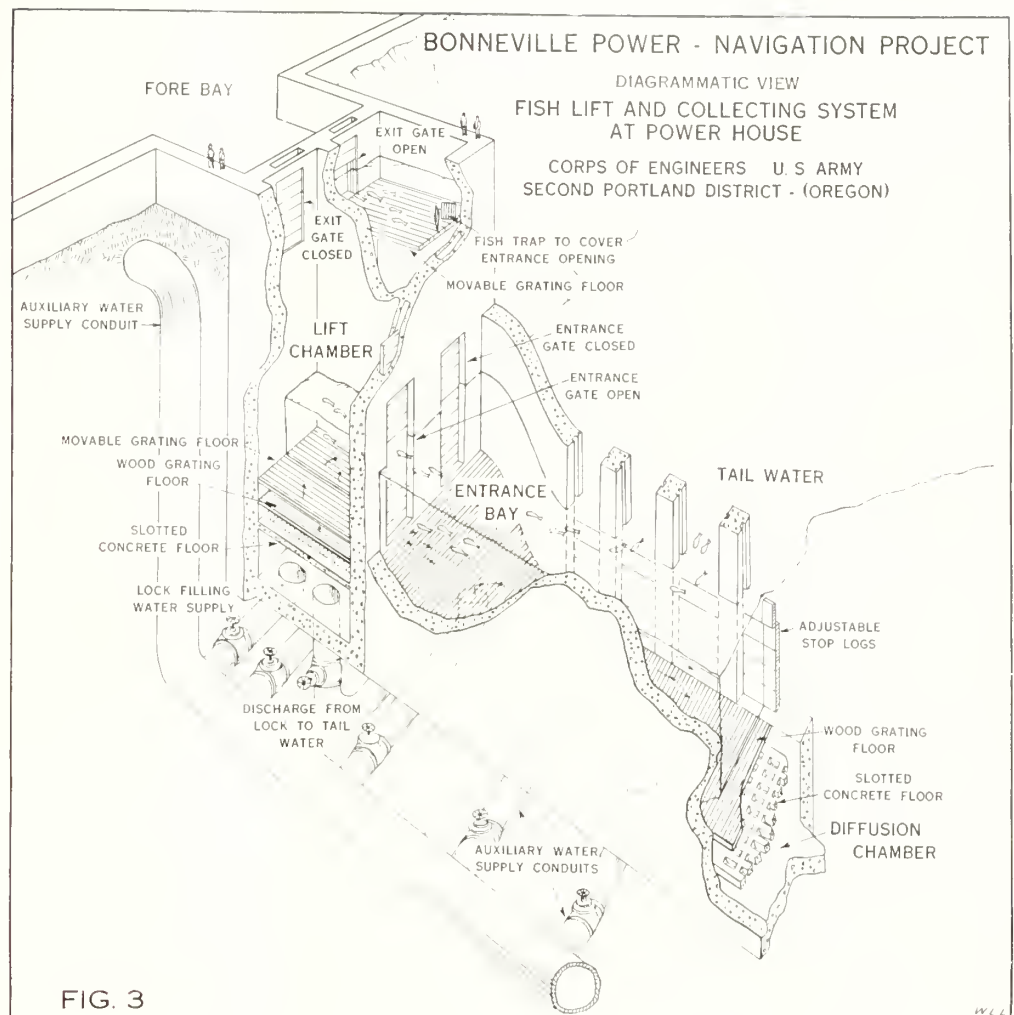 BONNEVILLE POWER - NAVIGATION PROJECT
DIAGRAMMATIC VIEW
FISH LIFT AND COLLECTING SYSTEM
AT POWER HOUSE
CORPS OF ENGINEERS U. S ARMY
SECOND PORTLAND DISTRICT - (OREGON)
FORE BAY
EXIT GATE
OPEN
EXIT
GATE
CLOSED
FISH TRAP TO COVER
ENTRANCE OPENING
MOVABLE GRATING FLOOR
AUXILIARY WATER
SUPPLY CONDUIT
LIFT
CHAMBER
ENTRANCE
GATE CLOSED
ENTRANCE
GATE OPEN
MOVABLE GRATING FLOOR
WOOD GRATING
FLOOR
ENTRANCE
BAY
TAIL WATER
SLOTTED
CONCRETE FLOOR
LOCK FILLING
WATER SUPPLY
ADJUSTABLE
STOP LOGS
DISCHARGE FROM
LOCK TO TAIL
WATER
WOOD GRATING
FLOOR
SLOTTED
CONCRETE FLOOR
DIFFUSION
CHAMBER
AUXILIARY WATER
SUPPLY CONDUITS
FIG. 3
WLL